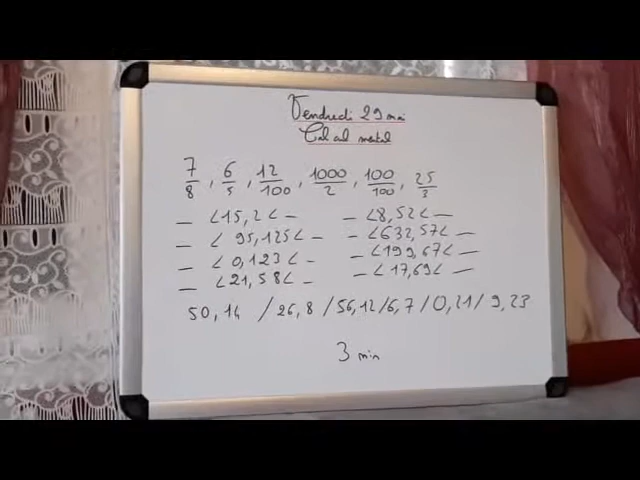 Vendredi 29 mai
Calcul mental
7/8 , 6/5 , 12/100 , 1000/2 , 100/100 , 25/3
_ <15,2< _ _ <8,52< _
_ < 95,125< _ _ <632,57< _
_ < 0,123 < _ _ <199,67< _
_ <21,58< _ _ <17,69< _
50,14 / 26,8 / 56,12 / 6,7 / 0,21 / 9,23
3 min